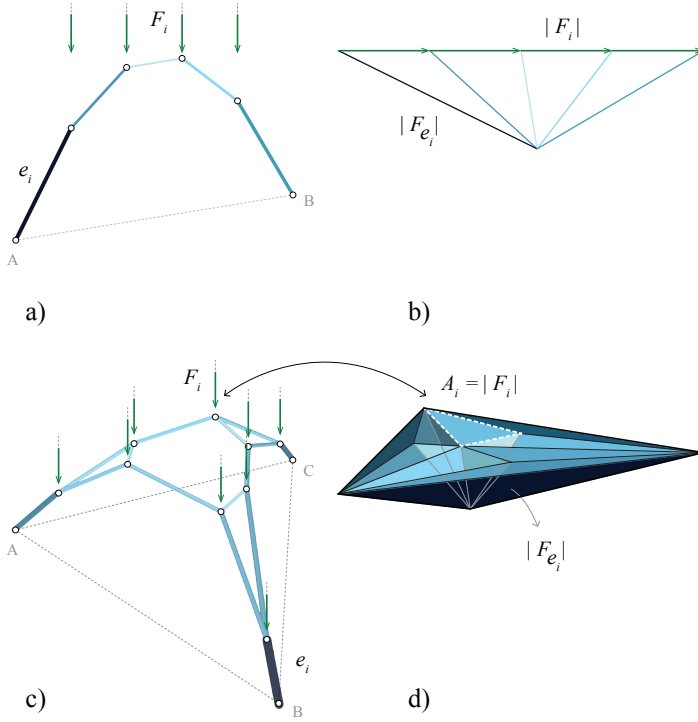 F_i
e_i
A
B
a)
| F_i |
| F_{e_i} |
b)
F_i
A
C
B
e_i
c)
A_i = | F_i |
| F_{e_i} |
d)